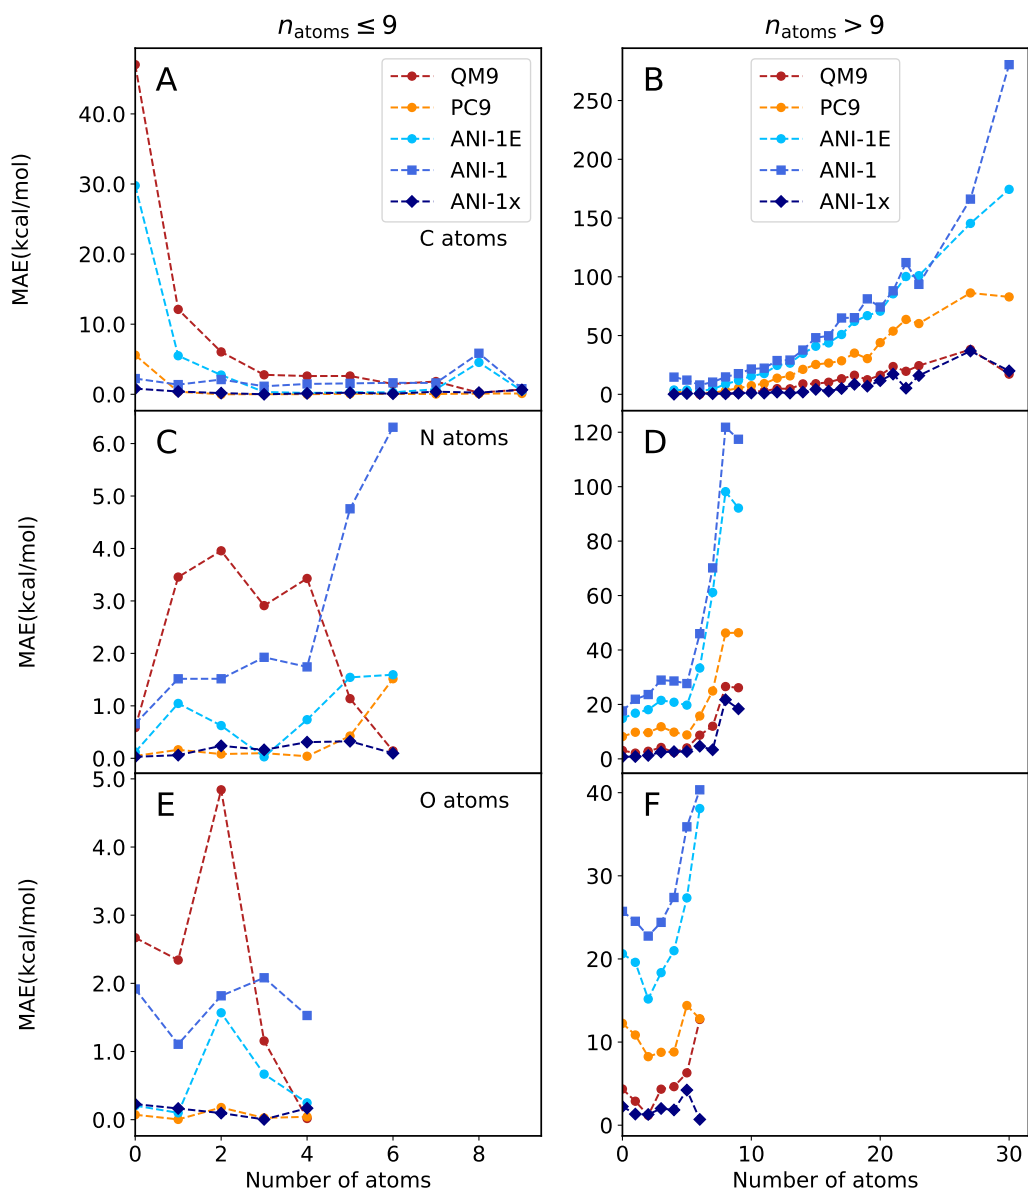 n_atoms ≤ 9
n_atoms > 9
A
QM9
PC9
ANI-1E
ANI-1
ANI-1x
C atoms
MAE(kcal/mol)
40.0
30.0
20.0
10.0
0.0
B
QM9
PC9
ANI-1E
ANI-1
ANI-1x
250
200
150
100
50
0
C
N atoms
MAE(kcal/mol)
6.0
5.0
4.0
3.0
2.0
1.0
0.0
D
120
100
80
60
40
20
0
E
O atoms
MAE(kcal/mol)
5.0
4.0
3.0
2.0
1.0
0.0
0 2 4 6 8
Number of atoms
F
40
30
20
10
0
0 10 20 30
Number of atoms